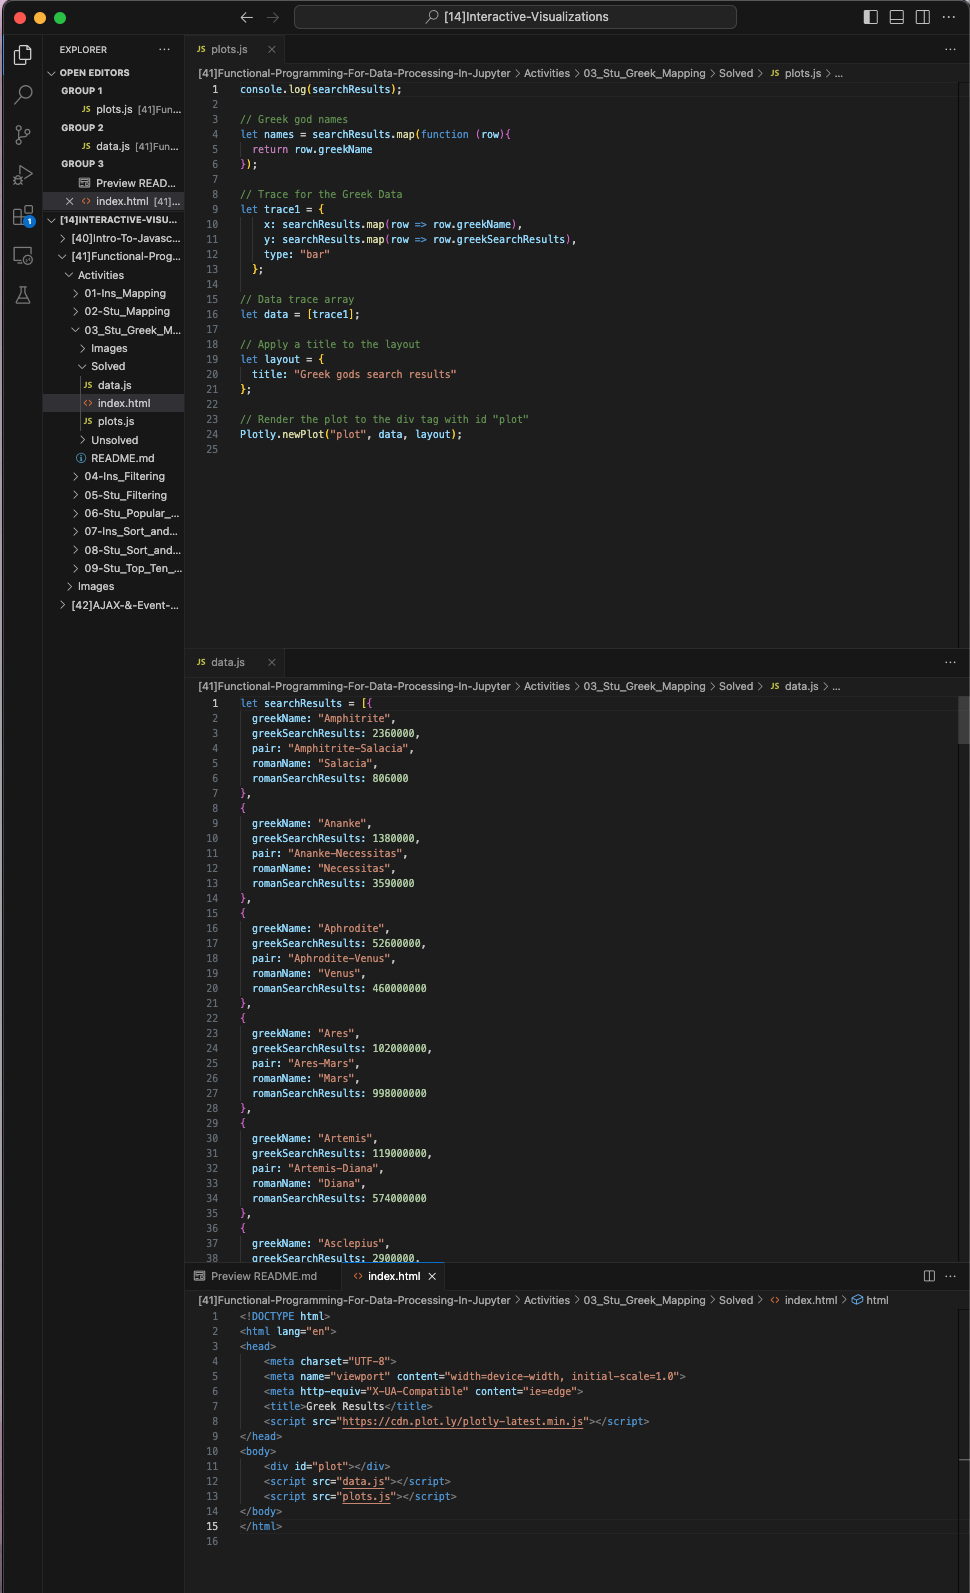 [14]Interactive-Visualizations
EXPLORER
OPEN EDITORS
GROUP 1
JS plots.js [41]Fun...
GROUP 2
JS data.js [41]Fun...
GROUP 3
Preview READ...
index.html [41]...
[14]INTERACTIVE-VISU...
[40]Intro-To-Javasc...
[41]Functional-Prog...
Activities
01-Ins_Mapping
02-Stu_Mapping
03_Stu_Greek_M...
Images
Solved
JS data.js
<> index.html
JS plots.js
Unsolved
README.md
04-Ins_Filtering
05-Stu_Filtering
06-Stu_Popular_...
07-Ins_Sort_and...
08-Stu_Sort_and...
09-Stu_Top_Ten_...
Images
[42]AJAX-&-Event-...
1
JS plots.js
[41]Functional-Programming-For-Data-Processing-In-Jupyter > Activities > 03_Stu_Greek_Mapping > Solved > JS plots.js > ...
1 console.log(searchResults);
2
3 // Greek god names
4 let names = searchResults.map(function (row){
5 return row.greekName
6 });
7
8 // Trace for the Greek Data
9 let trace1 = {
10 x: searchResults.map(row => row.greekName),
11 y: searchResults.map(row => row.greekSearchResults),
12 type: "bar"
13 };
14
15 // Data trace array
16 let data = [trace1];
17
18 // Apply a title to the layout
19 let layout = {
20 title: "Greek gods search results"
21 };
22
23 // Render the plot to the div tag with id "plot"
24 Plotly.newPlot("plot", data, layout);
25
JS data.js
[41]Functional-Programming-For-Data-Processing-In-Jupyter > Activities > 03_Stu_Greek_Mapping > Solved > JS data.js > ...
1 let searchResults = [{
2 greekName: "Amphitrite",
3 greekSearchResults: 2360000,
4 pair: "Amphitrite-Salacia",
5 romanName: "Salacia",
6 romanSearchResults: 806000
7 },
8 {
9 greekName: "Ananke",
10 greekSearchResults: 1380000,
11 pair: "Ananke-Necessitas",
12 romanName: "Necessitas",
13 romanSearchResults: 3590000
14 },
15 {
16 greekName: "Aphrodite",
17 greekSearchResults: 52600000,
18 pair: "Aphrodite-Venus",
19 romanName: "Venus",
20 romanSearchResults: 460000000
21 },
22 {
23 greekName: "Ares",
24 greekSearchResults: 102000000,
25 pair: "Ares-Mars",
26 romanName: "Mars",
27 romanSearchResults: 998000000
28 },
29 {
30 greekName: "Artemis",
31 greekSearchResults: 119000000,
32 pair: "Artemis-Diana",
33 romanName: "Diana",
34 romanSearchResults: 574000000
35 },
36 {
37 greekName: "Asclepius",
38 greekSearchResults: 2900000,
Preview README.md <> index.html
[41]Functional-Programming-For-Data-Processing-In-Jupyter > Activities > 03_Stu_Greek_Mapping > Solved > <> index.html > html
1 <!DOCTYPE html>
2 <html lang="en">
3 <head>
4 <meta charset="UTF-8">
5 <meta name="viewport" content="width=device-width, initial-scale=1.0">
6 <meta http-equiv="X-UA-Compatible" content="ie=edge">
7 <title>Greek Results</title>
8 <script src="https://cdn.plot.ly/plotly-latest.min.js"></script>
9 </head>
10 <body>
11 <div id="plot"></div>
12 <script src="data.js"></script>
13 <script src="plots.js"></script>
14 </body>
15 </html>
16